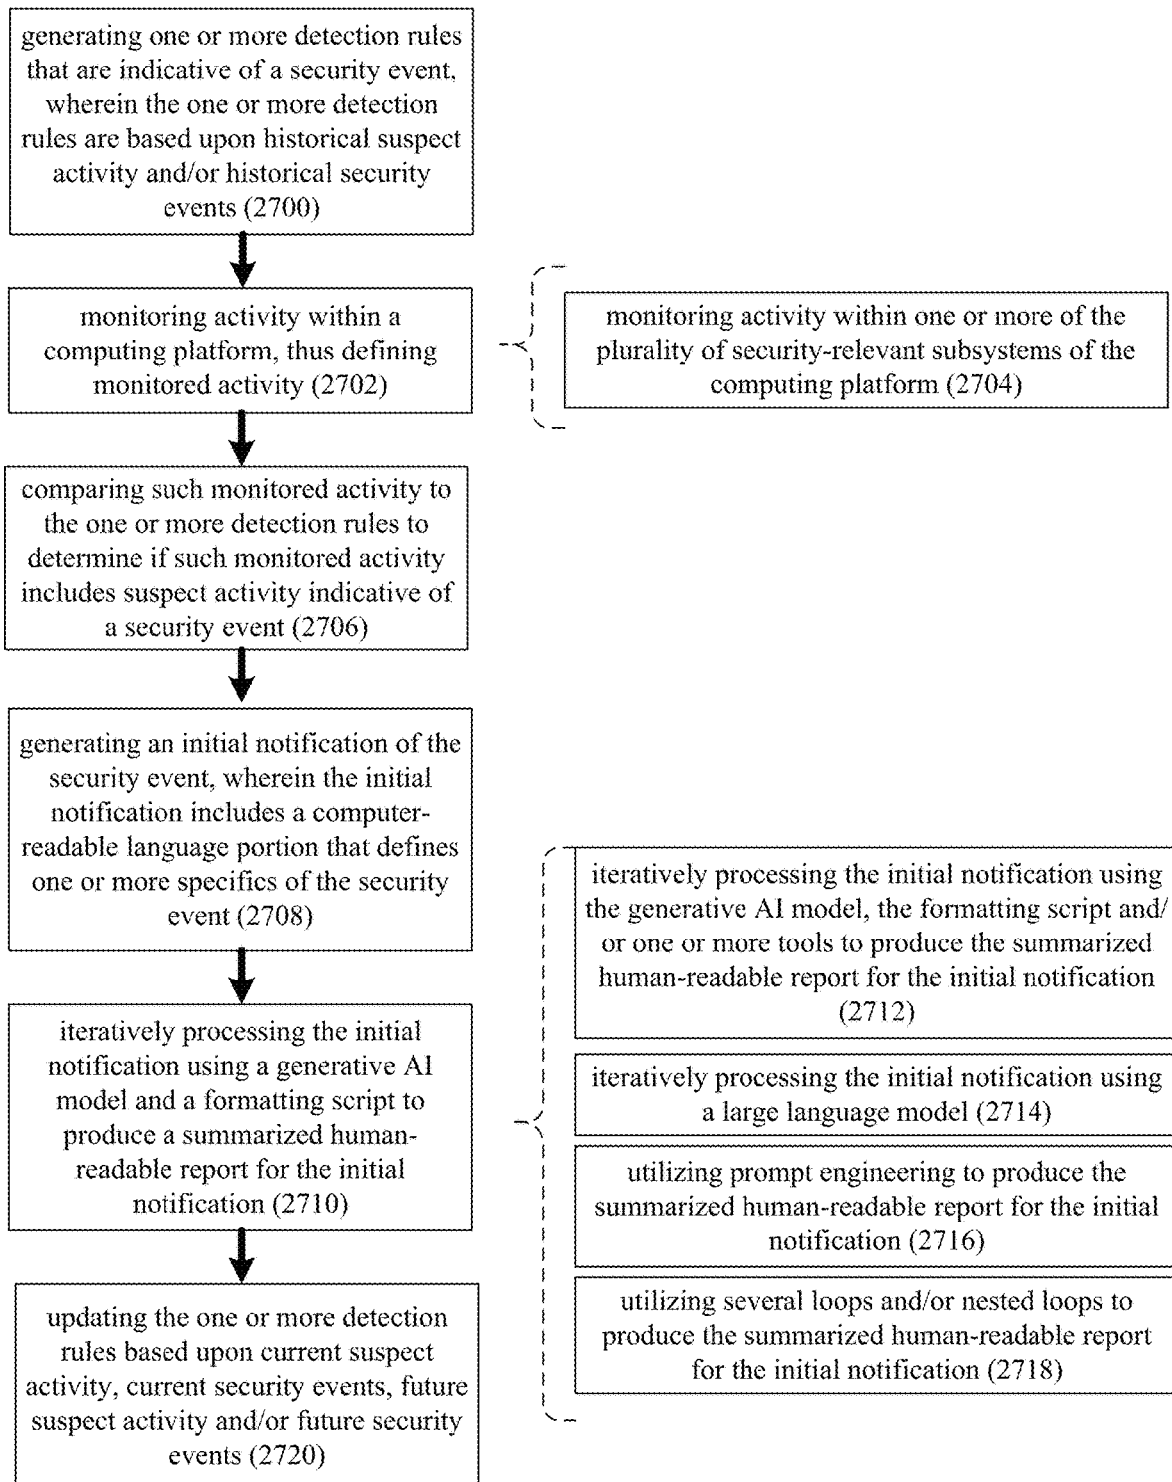 generating one or more detection rules
that are indicative of a security event,
wherein the one or more detection
rules are based upon historical suspect
activity and/or historical security
events (2700)
monitoring activity within a
computing platform, thus defining
monitored activity (2702)
monitoring activity within one or more of the
plurality of security-relevant subsystems of the
computing platform (2704)
comparing such monitored activity to
the one or more detection rules to
determine if such monitored activity
includes suspect activity indicative of
a security event (2706)
generating an initial notification of the
security event, wherein the initial
notification includes a computer-
readable language portion that defines
one or more specifics of the security
event (2708)
iteratively processing the initial
notification using a generative AI
model and a formatting script to
produce a summarized human-
readable report for the initial
notification (2710)
iteratively processing the initial notification using
the generative AI model, the formatting script and/
or one or more tools to produce the summarized
human-readable report for the initial notification
(2712)
iteratively processing the initial notification using
a large language model (2714)
utilizing prompt engineering to produce the
summarized human-readable report for the initial
notification (2716)
utilizing several loops and/or nested loops to
produce the summarized human-readable report
for the initial notification (2718)
updating the one or more detection
rules based upon current suspect
activity, current security events, future
suspect activity and/or future security
events (2720)